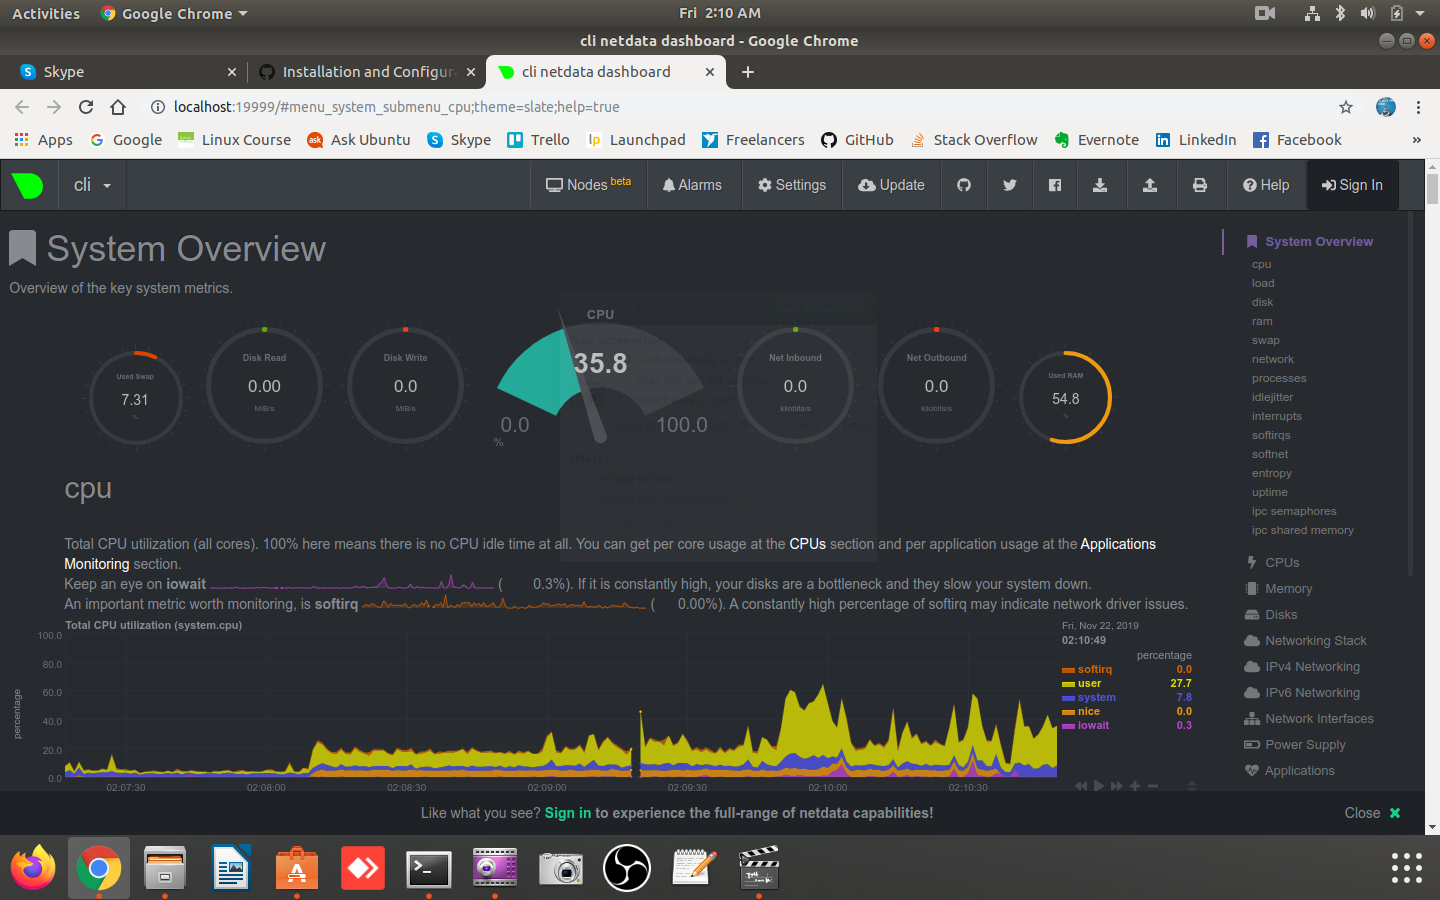 Activities
Google Chrome
Fri 2:10 AM
cli netdata dashboard - Google Chrome
Skype
Installation and Configura
cli netdata dashboard
localhost:19999/#menu_system_submenu_cpu;theme=slate;help=true
Apps
Google
Linux Course
Ask Ubuntu
Skype
Trello
Launchpad
Freelancers
GitHub
Stack Overflow
Evernote
LinkedIn
Facebook
»
cli
Nodes beta
Alarms
Settings
Update
Help
Sign In
System Overview
Overview of the key system metrics.
Used Swap
7.31
%
Disk Read
0.00
MiB/s
Disk Write
0.0
MiB/s
CPU
35.8
0.0
100.0
%
Net Inbound
0.0
kilobits/s
Net Outbound
0.0
kilobits/s
Used RAM
54.8
%
cpu
Total CPU utilization (all cores). 100% here means there is no CPU idle time at all. You can get per core usage at the CPUs section and per application usage at the Applications
Monitoring section.
Keep an eye on iowait ( 0.3%). If it is constantly high, your disks are a bottleneck and they slow your system down.
An important metric worth monitoring, is softirq ( 0.00%). A constantly high percentage of softirq may indicate network driver issues.
Total CPU utilization (system.cpu)
percentage
100.0
80.0
60.0
40.0
20.0
0.0
02:07:30
02:08:00
02:08:30
02:09:00
02:09:30
02:10:00
02:10:30
Fri, Nov 22, 2019
02:10:49
percentage
softirq 0.0
user 27.7
system 7.8
nice 0.0
iowait 0.3
System Overview
cpu
load
disk
ram
swap
network
processes
idlejitter
interrupts
softirqs
softnet
entropy
uptime
ipc semaphores
ipc shared memory
CPUs
Memory
Disks
Networking Stack
IPv4 Networking
IPv6 Networking
Network Interfaces
Power Supply
Applications
Like what you see? Sign in to experience the full-range of netdata capabilities!
Close